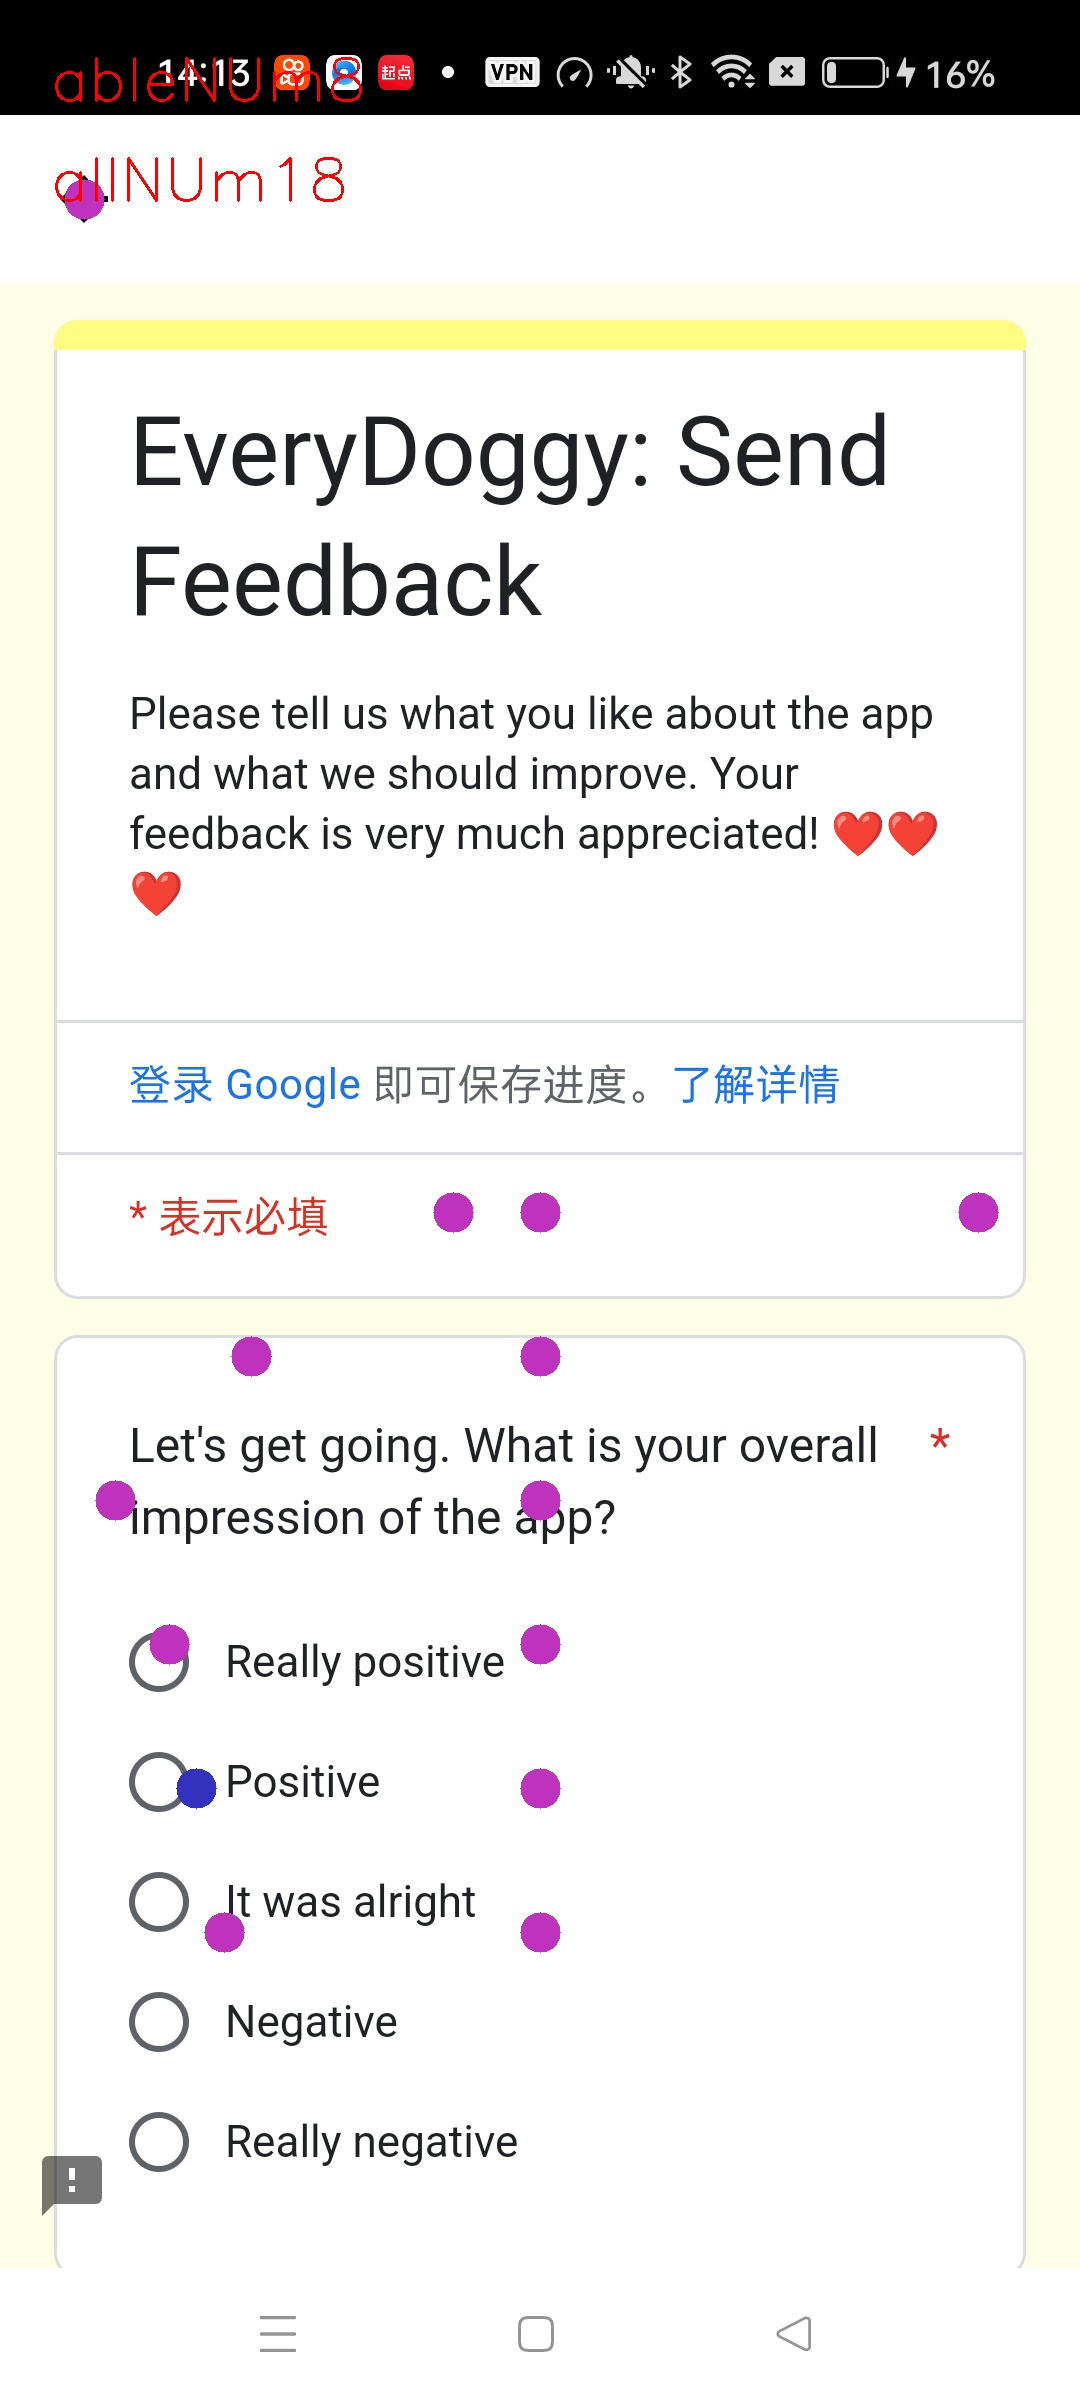 ableNUm8
14:13
起点
VPN
16%
allNUm18
EveryDoggy: Send
Feedback
Please tell us what you like about the app
and what we should improve. Your
feedback is very much appreciated! ❤️❤️
❤️
登录 Google 即可保存进度。了解详情
* 表示必填
Let's get going. What is your overall *
impression of the app?
Really positive
Positive
It was alright
Negative
Really negative